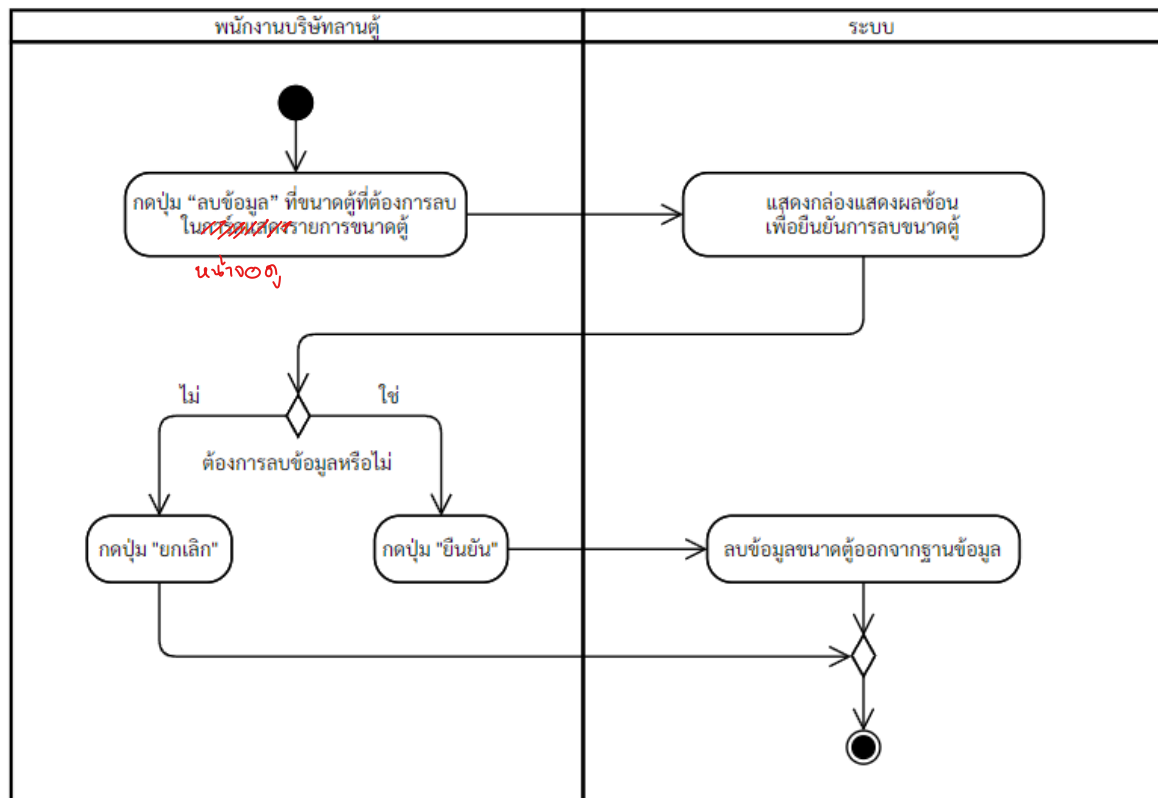 พนักงานบริษัทลานตู้
ระบบ
กดปุ่ม “ลบข้อมูล” ที่ขนาดตู้ที่ต้องการลบ
ในการ์ดแสดงรายการขนาดตู้
หน้าจอดู
แสดงกล่องแสดงผลซ้อน
เพื่อยืนยันการลบขนาดตู้
ไม่
ใช่
ต้องการลบข้อมูลหรือไม่
กดปุ่ม "ยกเลิก"
กดปุ่ม "ยืนยัน"
ลบข้อมูลขนาดตู้ออกจากฐานข้อมูล